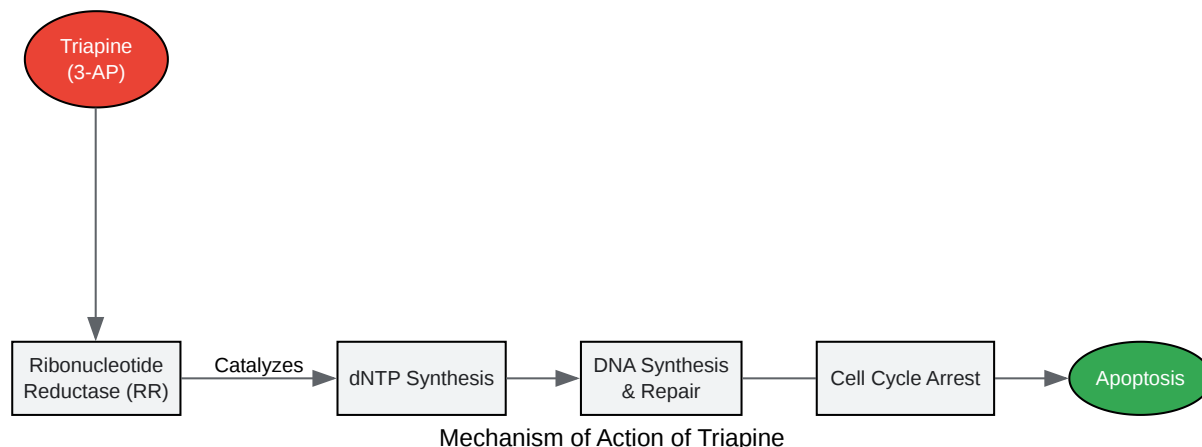 Triapine
(3-AP)
Ribonucleotide
Reductase (RR)
Catalyzes
dNTP Synthesis
DNA Synthesis
& Repair
Cell Cycle Arrest
Apoptosis
Mechanism of Action of Triapine